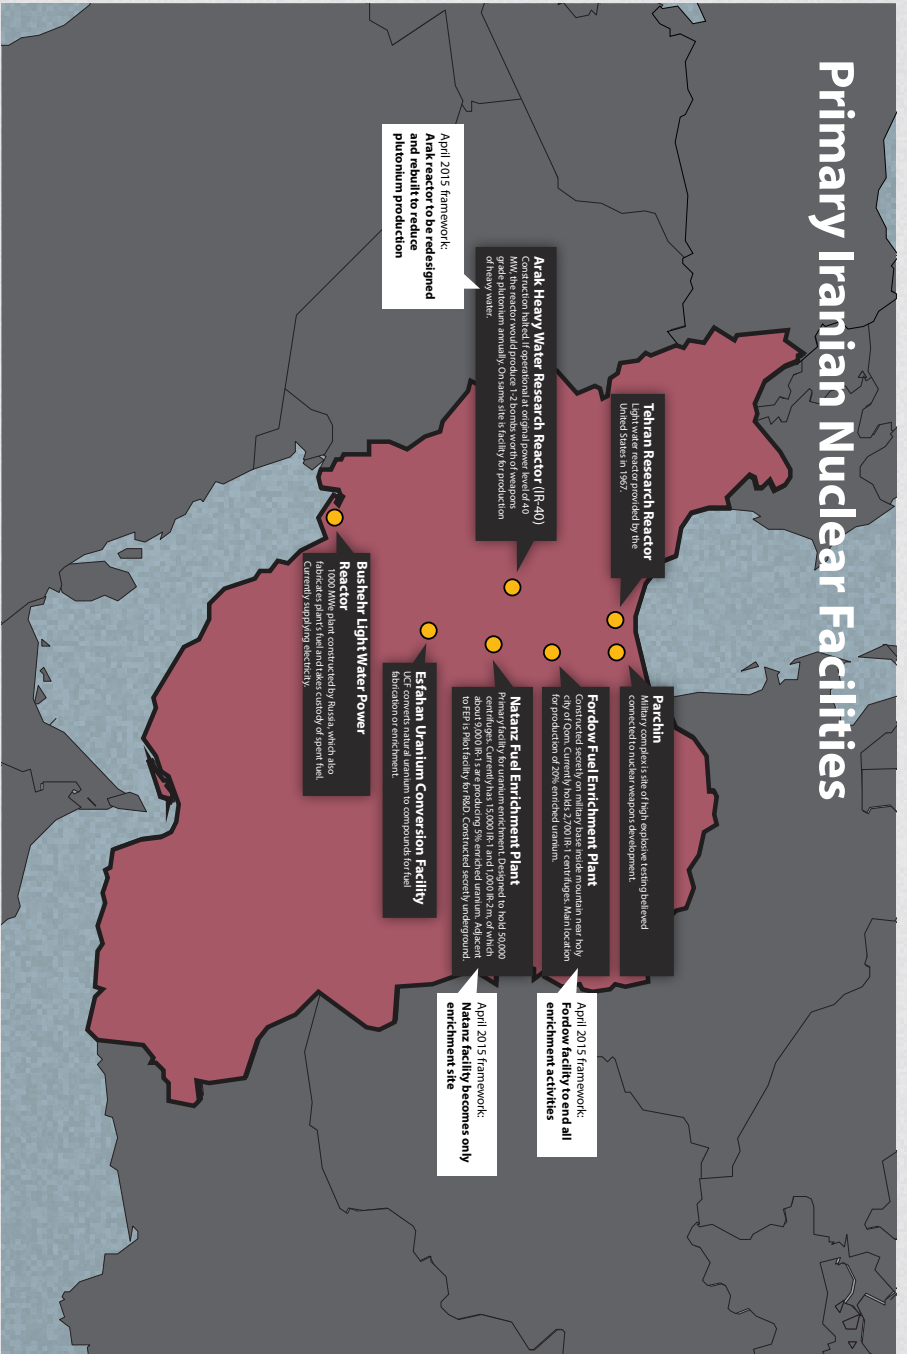 Primary Iranian Nuclear Facilities
April 2015 framework:
Arak reactor to be redesigned
and rebuilt to reduce
plutonium production
Arak Heavy Water Research Reactor (IR-40)
Construction halted. If operational at original power level of 40
MW, the reactor would produce 1-2 bombs worth of weapons
grade plutonium annually. On same site is facility for production
of heavy water.
Tehran Research Reactor
Light water reactor provided by the
United States in 1967.
Parchin
Military complex is site of high explosive testing believed
connected to nuclear weapons development.
Fordow Fuel Enrichment Plant
Constructed secretly on military base inside mountain near holy
city of Qom. Currently holds 2,700 IR-1 centrifuges. Main location
for production of 20% enriched uranium.
April 2015 framework:
Fordow facility to end all
enrichment activities
Natanz Fuel Enrichment Plant
Primary facility for uranium enrichment. Designed to hold 50,000
centrifuges. Currently has 15,000 IR-1 and 1,000 IR-2m, of which
about 9,000 IR-1s are producing 5% enriched uranium. Adjacent
to FEP is Pilot facility for R&D. Constructed secretly underground.
April 2015 framework:
Natanz facility becomes only
enrichment site
Esfahan Uranium Conversion Facility
UCF converts natural uranium to compounds for fuel
fabrication or enrichment.
Bushehr Light Water Power
Reactor
1000 MWe plant constructed by Russia, which also
fabricates plant's fuel and takes custody of spent fuel.
Currently supplying electricity.